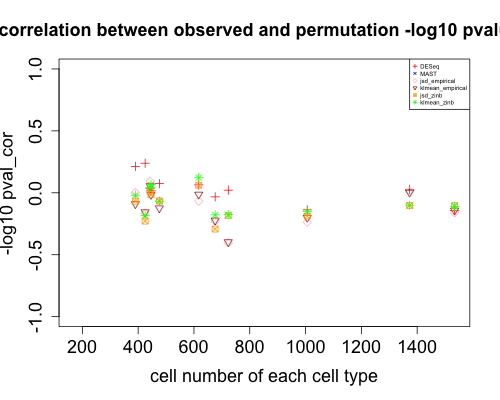 correlation between observed and permutation -log10 pval
DESeq
MAST
jsd_empirical
klmean_empirical
jsd_zinb
klmean_zinb
-log10 pval_cor
1.0
0.5
0.0
-0.5
-1.0
200 400 600 800 1000 1200 1400
cell number of each cell type